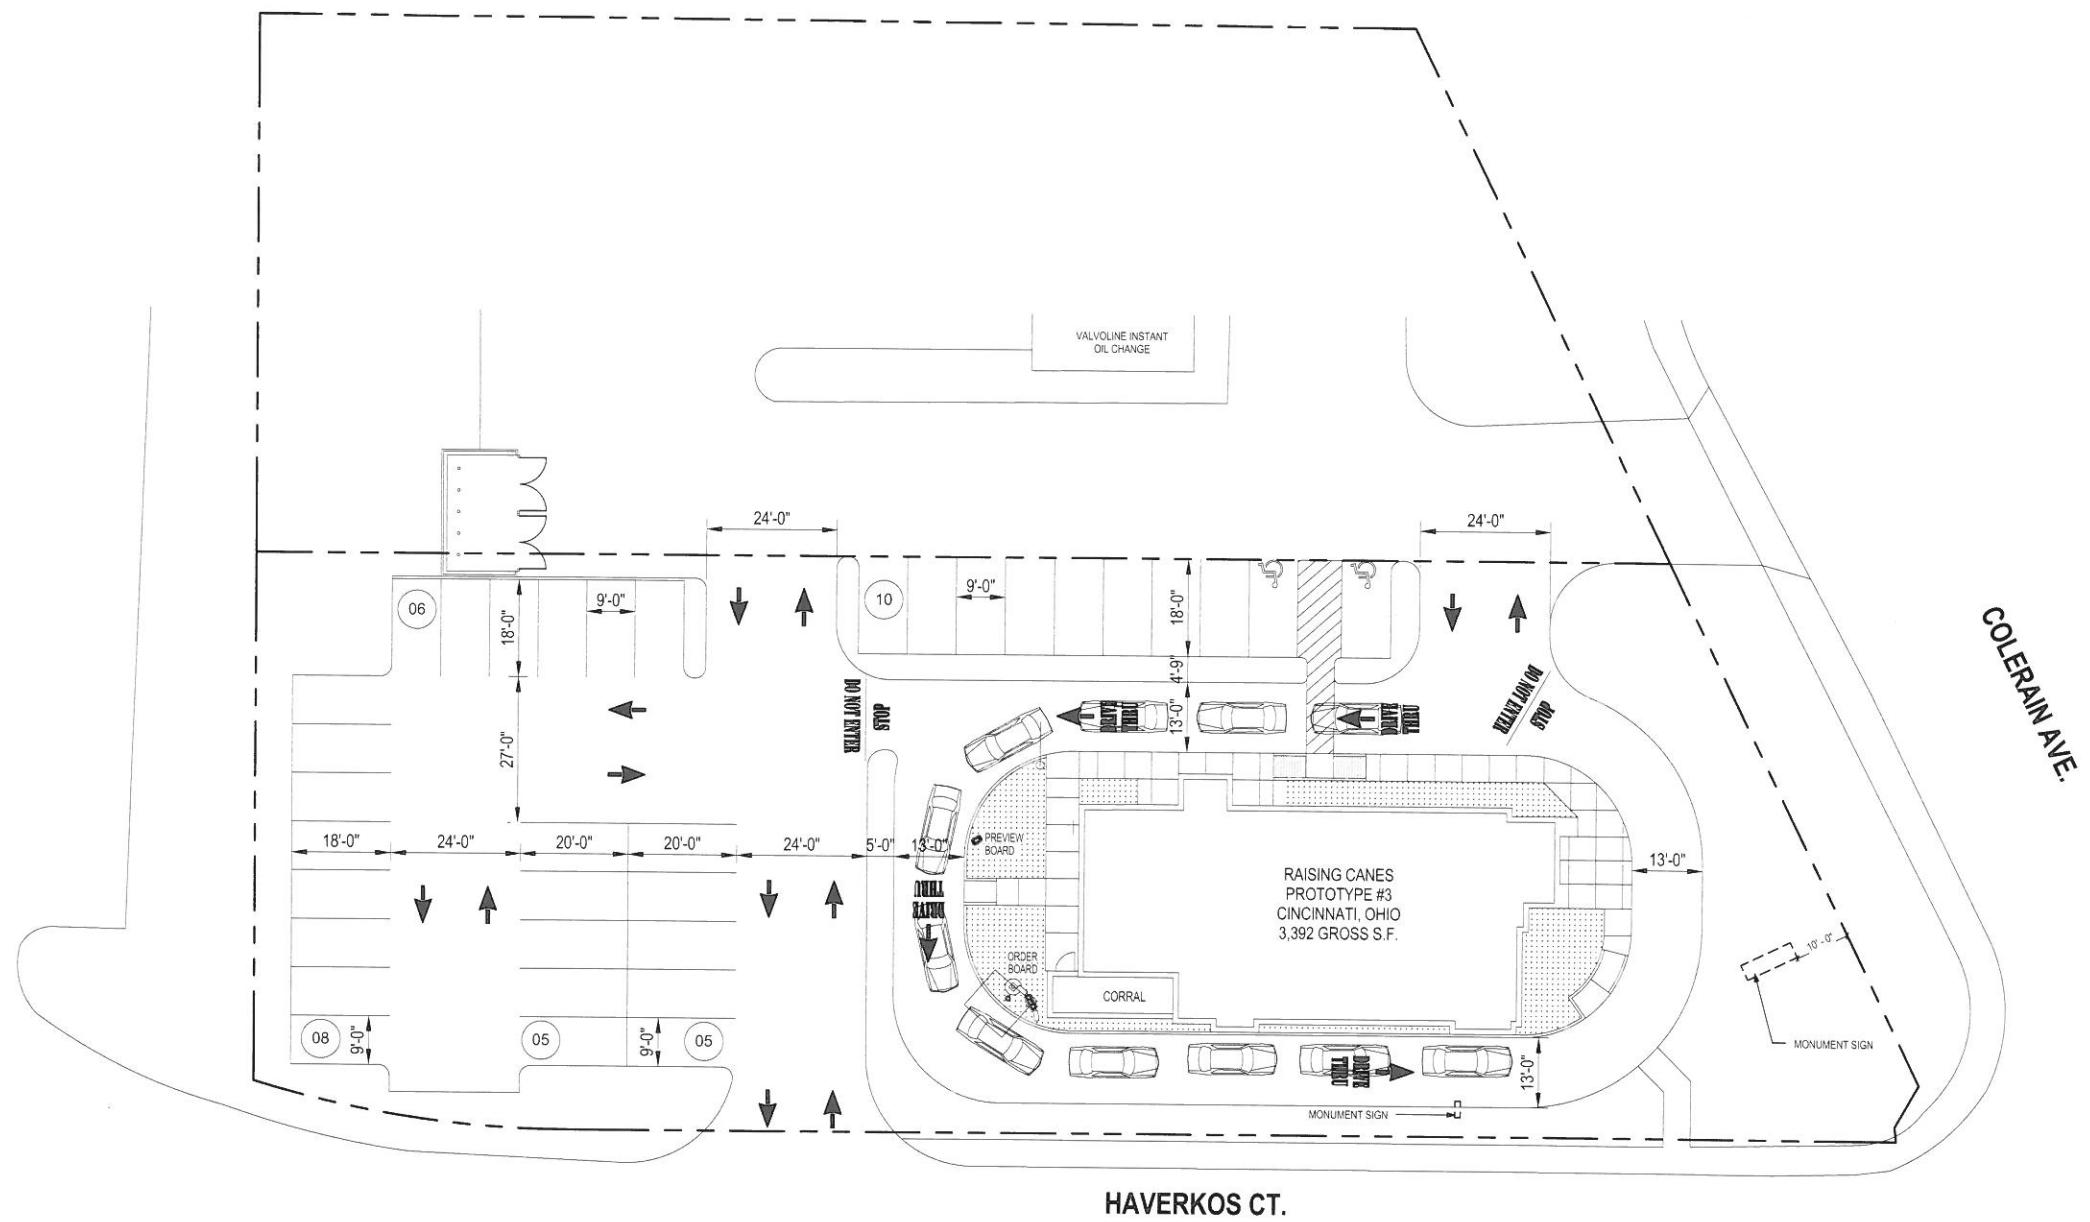 VALVOLINE INSTANT
OIL CHANGE
24'-0"
24'-0"
06
9'-0"
18'-0"
10
9'-0"
18'-0"
4'-9"
13'-0"
27'-0"
DO NOT ENTER
STOP
DRIVE
THRU
DRIVE
THRU
DO NOT ENTER
STOP
COLERAIN AVE.
18'-0"
24'-0"
20'-0"
20'-0"
24'-0"
5'-0"
13'-0"
PREVIEW
BOARD
DRIVE
THRU
RAISING CANES
PROTOTYPE #3
CINCINNATI, OHIO
3,392 GROSS S.F.
13'-0"
10'-0"
ORDER
BOARD
CORRAL
08
9'-0"
05
9'-0"
05
DRIVE
THRU
13'-0"
MONUMENT SIGN
MONUMENT SIGN
HAVERKOS CT.